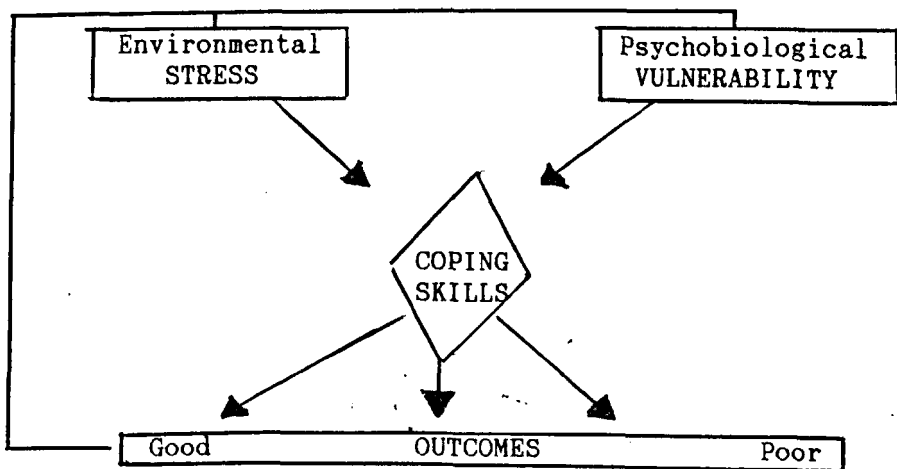 Environmental
STRESS
Psychobiological
VULNERABILITY
COPING
SKILLS
Good OUTCOMES Poor